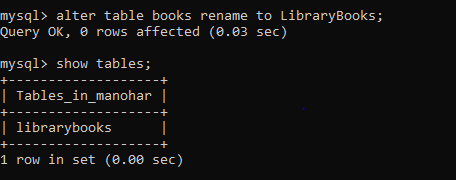 mysql> alter table books rename to LibraryBooks;
Query OK, 0 rows affected (0.03 sec)
mysql> show tables;
+-------------------+
| Tables_in_manohar |
+-------------------+
| librarybooks      |
+-------------------+
1 row in set (0.00 sec)